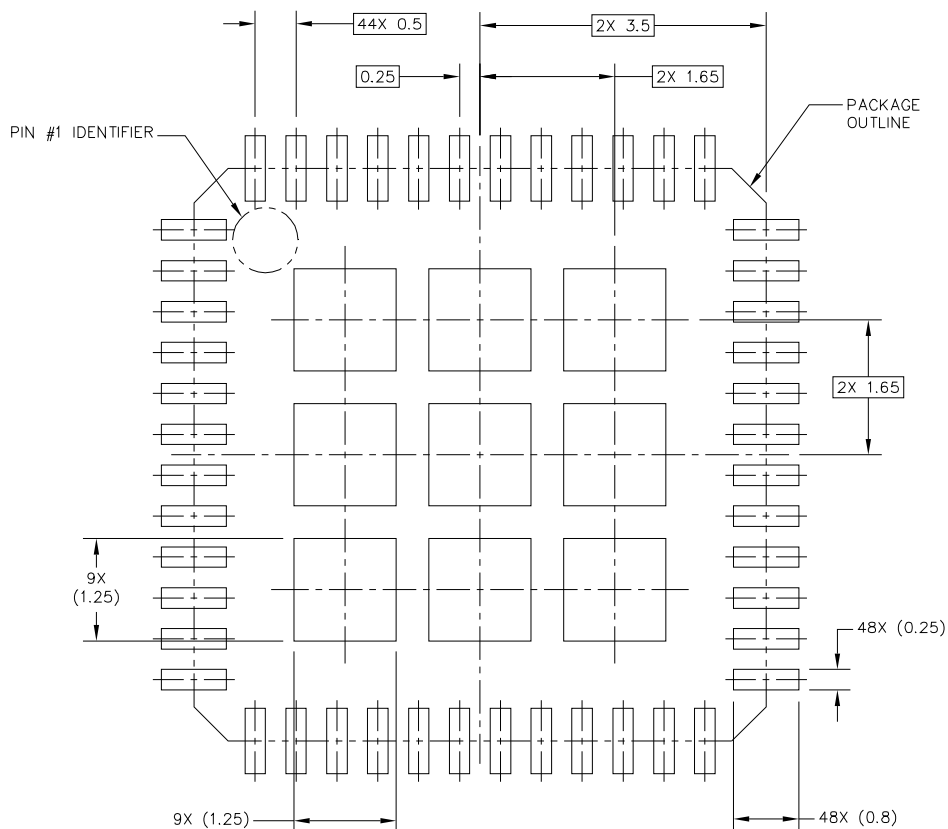 44X 0.5
2X 3.5
0.25
2X 1.65
PIN #1 IDENTIFIER
PACKAGE
OUTLINE
2X 1.65
9X
(1.25)
48X (0.25)
9X (1.25)
48X (0.8)